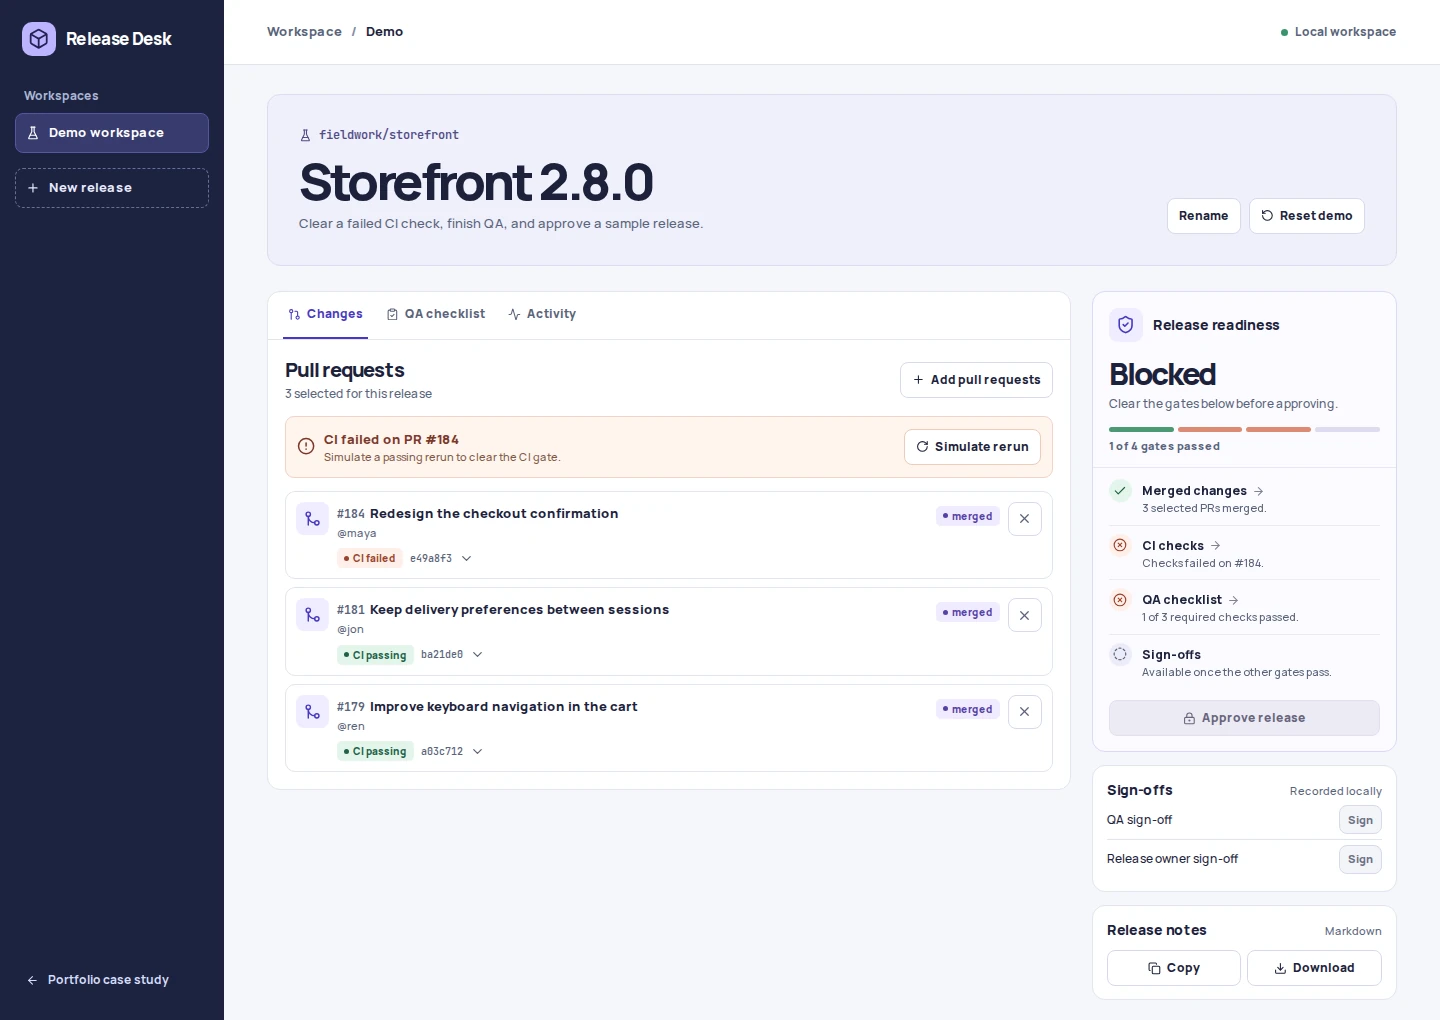 Release Desk
Workspaces
Demo workspace
New release
Portfolio case study
Workspace / Demo
Local workspace
fieldwork/storefront
Storefront 2.8.0
Clear a failed CI check, finish QA, and approve a sample release.
Rename
Reset demo
Changes
QA checklist
Activity
Pull requests
3 selected for this release
Add pull requests
CI failed on PR #184
Simulate a passing rerun to clear the CI gate.
Simulate rerun
#184 Redesign the checkout confirmation
merged
@maya
CI failed e49a8f3
#181 Keep delivery preferences between sessions
merged
@jon
CI passing ba21de0
#179 Improve keyboard navigation in the cart
merged
@ren
CI passing a03c712
Release readiness
Blocked
Clear the gates below before approving.
1 of 4 gates passed
Merged changes
3 selected PRs merged.
CI checks
Checks failed on #184.
QA checklist
1 of 3 required checks passed.
Sign-offs
Available once the other gates pass.
Approve release
Sign-offs
Recorded locally
QA sign-off
Sign
Release owner sign-off
Sign
Release notes
Markdown
Copy
Download